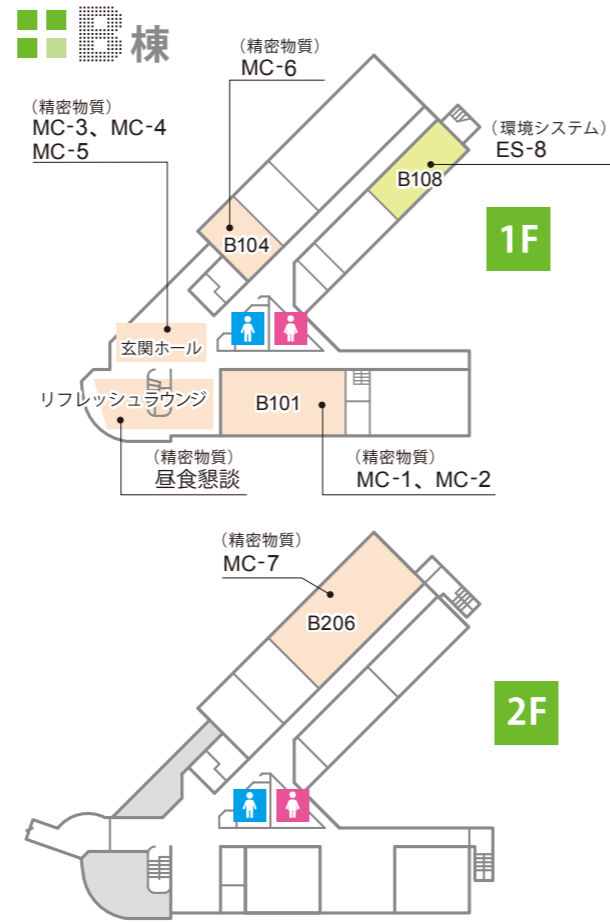 B棟
（精密物質）
MC-6
（精密物質）
MC-3、MC-4
MC-5
（環境システム）
ES-8
B108
1F
B104
玄関ホール
リフレッシュラウンジ
B101
（精密物質）
昼食懇談
（精密物質）
MC-1、MC-2
（精密物質）
MC-7
B206
2F